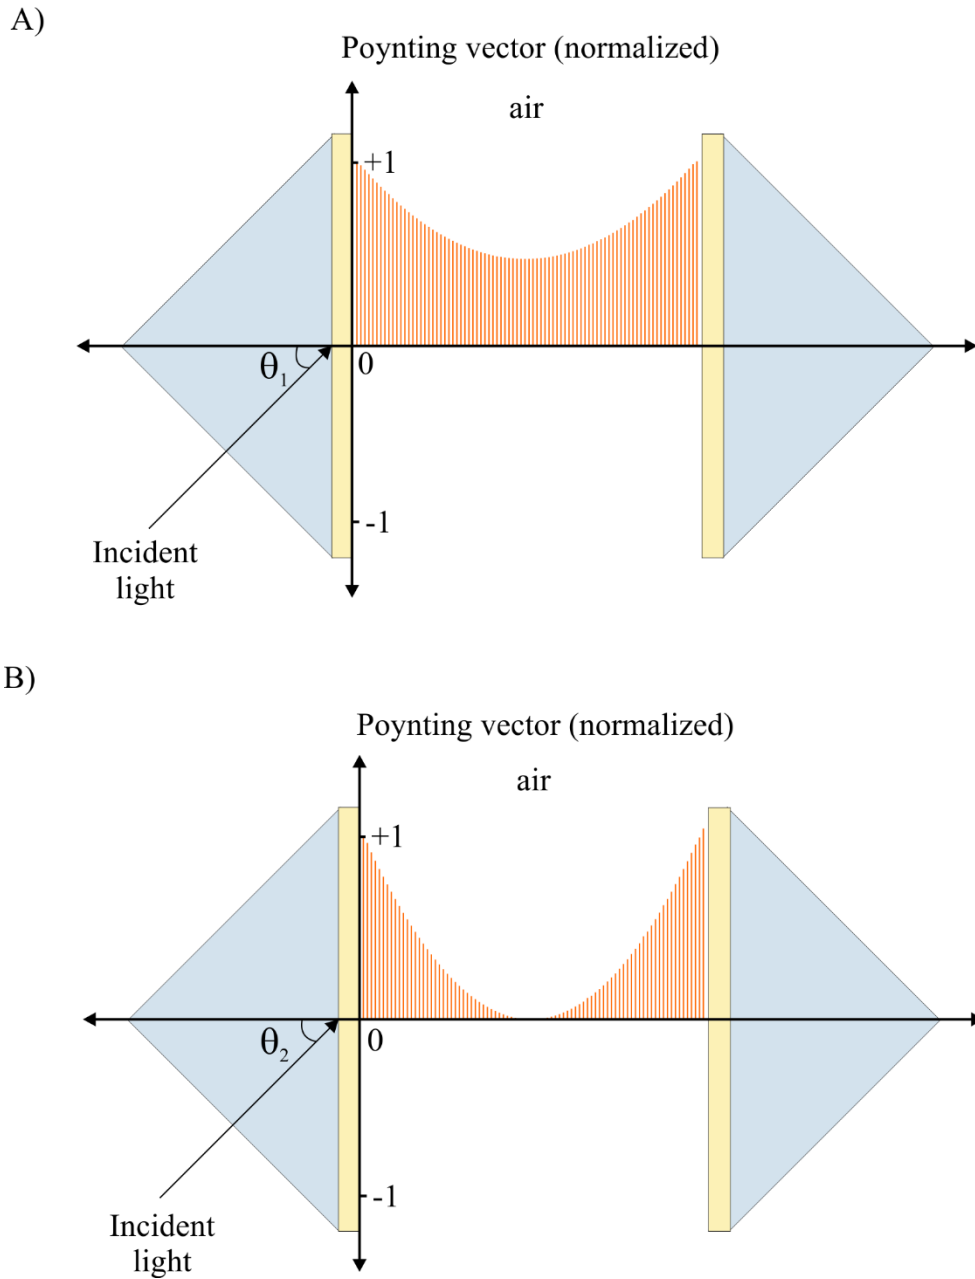 A)
Poynting vector (normalized)
air
+1
θ₁
0
-1
Incident
light
B)
Poynting vector (normalized)
air
+1
θ₂
0
-1
Incident
light